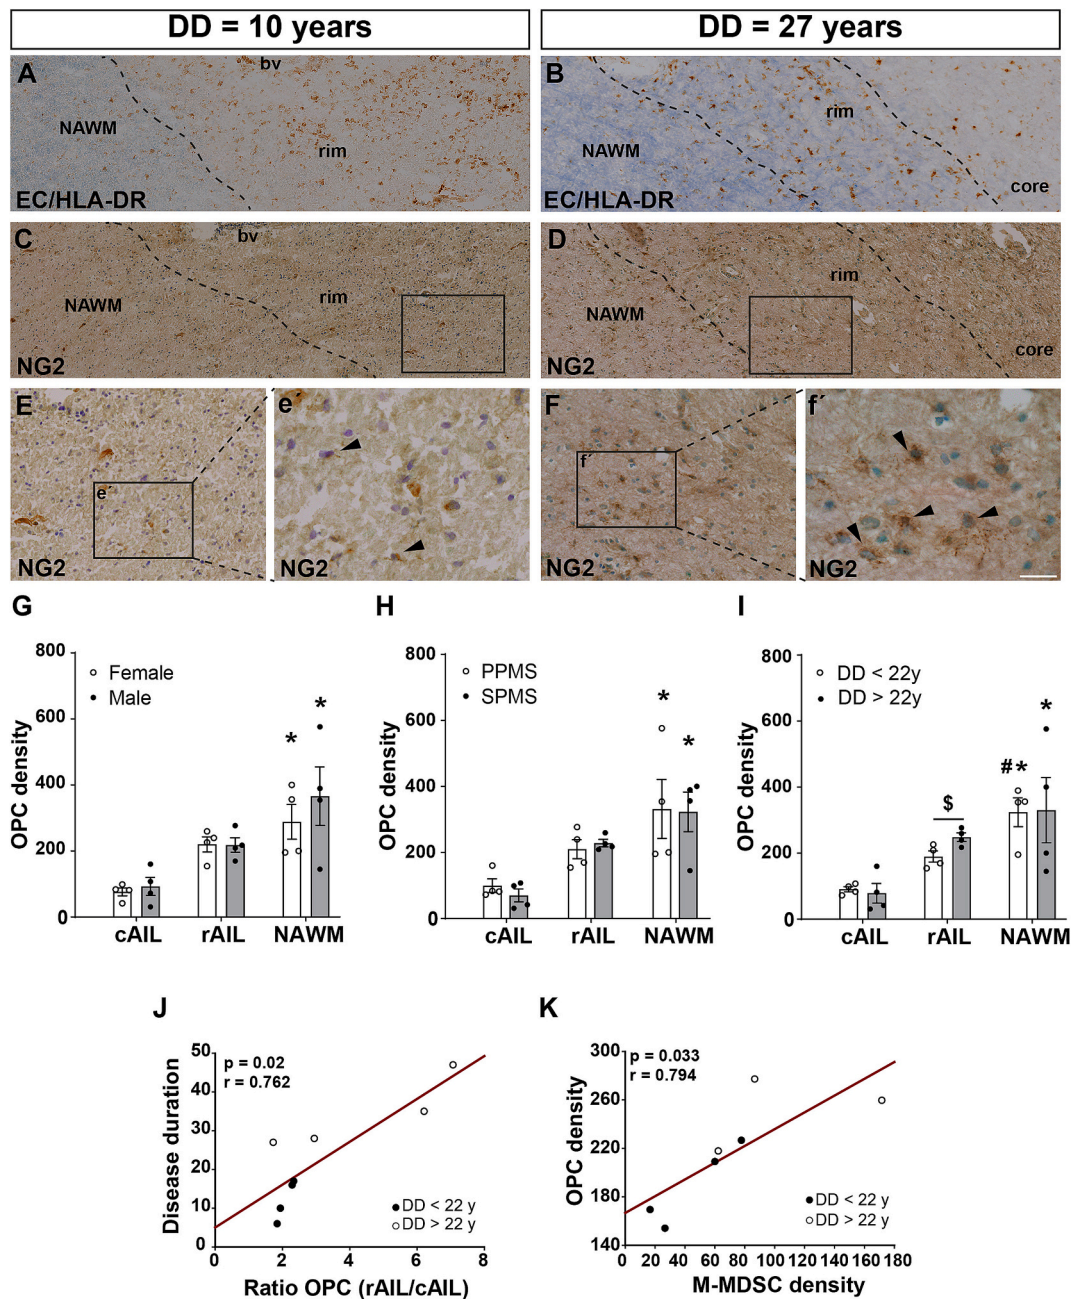 DD = 10 years
DD = 27 years
A
bv
NAWM
rim
EC/HLA-DR
B
rim
NAWM
core
EC/HLA-DR
C
bv
NAWM
rim
NG2
D
rim
NAWM
core
NG2
E
e´
NG2
e´
NG2
F
f´
NG2
f´
NG2
G
800
600
400
200
0
OPC density
Female
Male
*
*
cAIL
rAIL
NAWM
H
800
600
400
200
0
OPC density
PPMS
SPMS
*
*
cAIL
rAIL
NAWM
I
800
600
400
200
0
OPC density
DD < 22y
DD > 22y
$
#*
*
cAIL
rAIL
NAWM
J
50
40
30
20
10
0
Disease duration
p = 0.02
r = 0.762
DD < 22 y
DD > 22 y
0 2 4 6 8
Ratio OPC (rAIL/cAIL)
K
300
260
220
180
140
OPC density
p = 0.033
r = 0.794
DD < 22 y
DD > 22 y
0 20 40 60 80 100 120 140 160 180
M-MDSC density